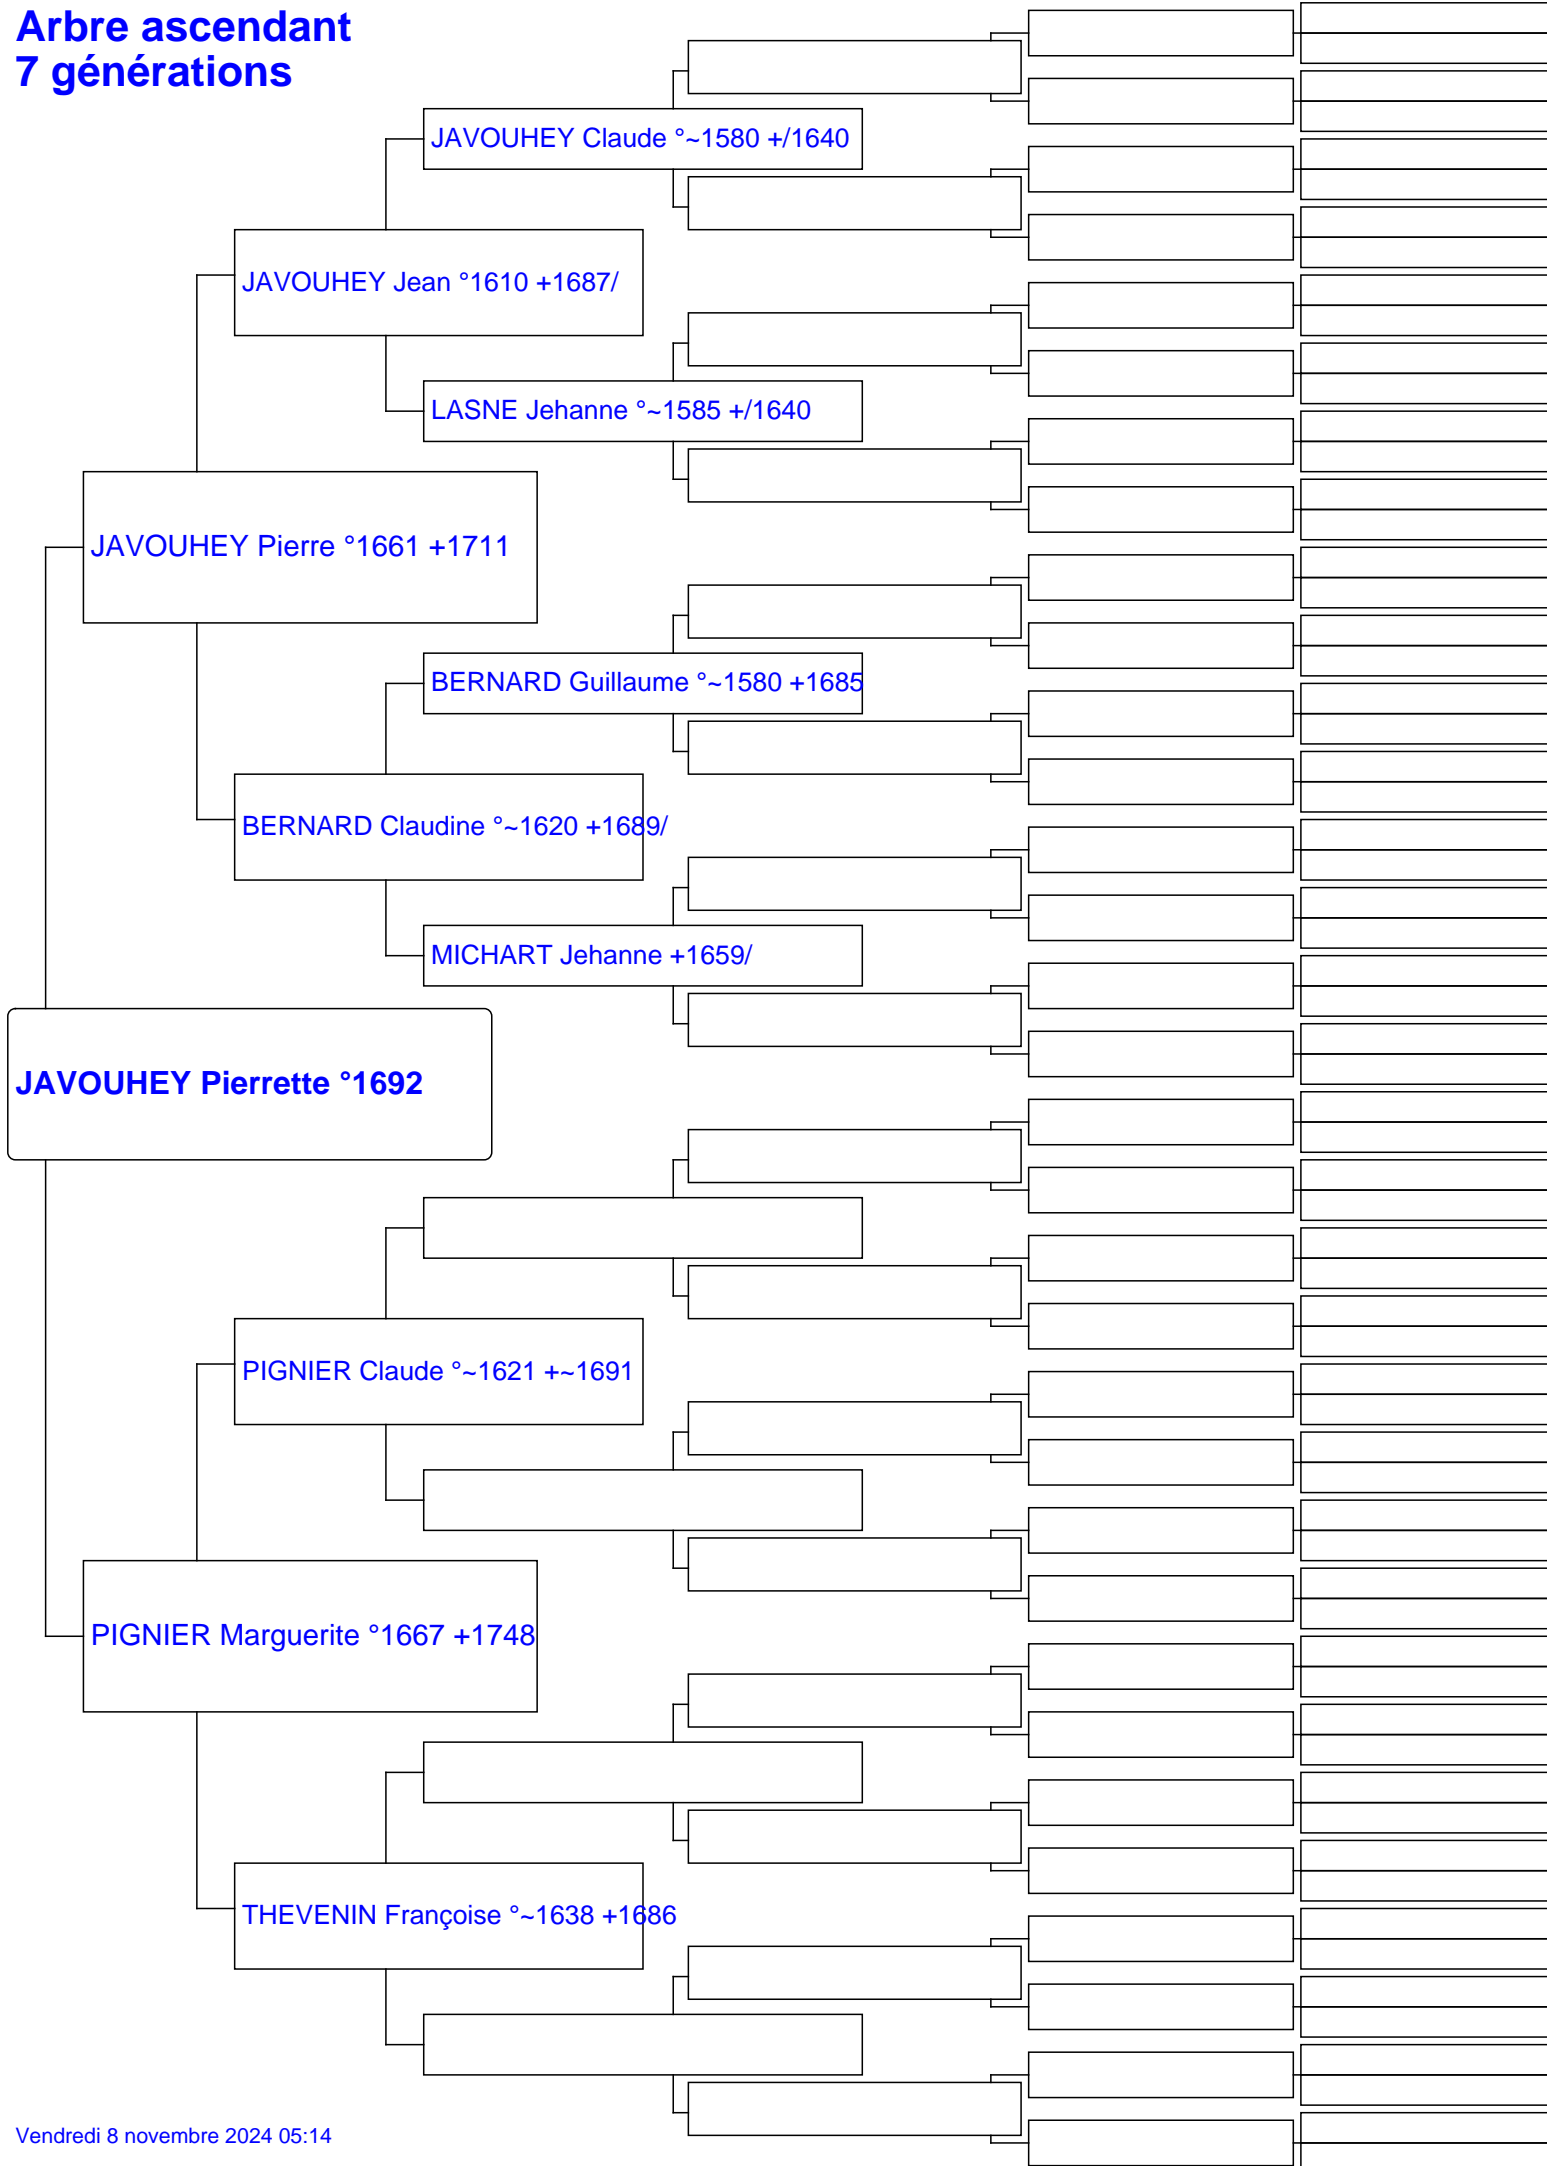 Arbre ascendant
7 générations
JAVOUHEY Claude °~1580 +/1640
JAVOUHEY Jean °1610 +1687/
LASNE Jehanne °~1585 +/1640
JAVOUHEY Pierre °1661 +1711
BERNARD Guillaume °~1580 +1685
BERNARD Claudine °~1620 +1689/
MICHART Jehanne +1659/
JAVOUHEY Pierrette °1692
PIGNIER Claude °~1621 +~1691
PIGNIER Marguerite °1667 +1748
THEVENIN Françoise °~1638 +1686
Vendredi 8 novembre 2024 05:14